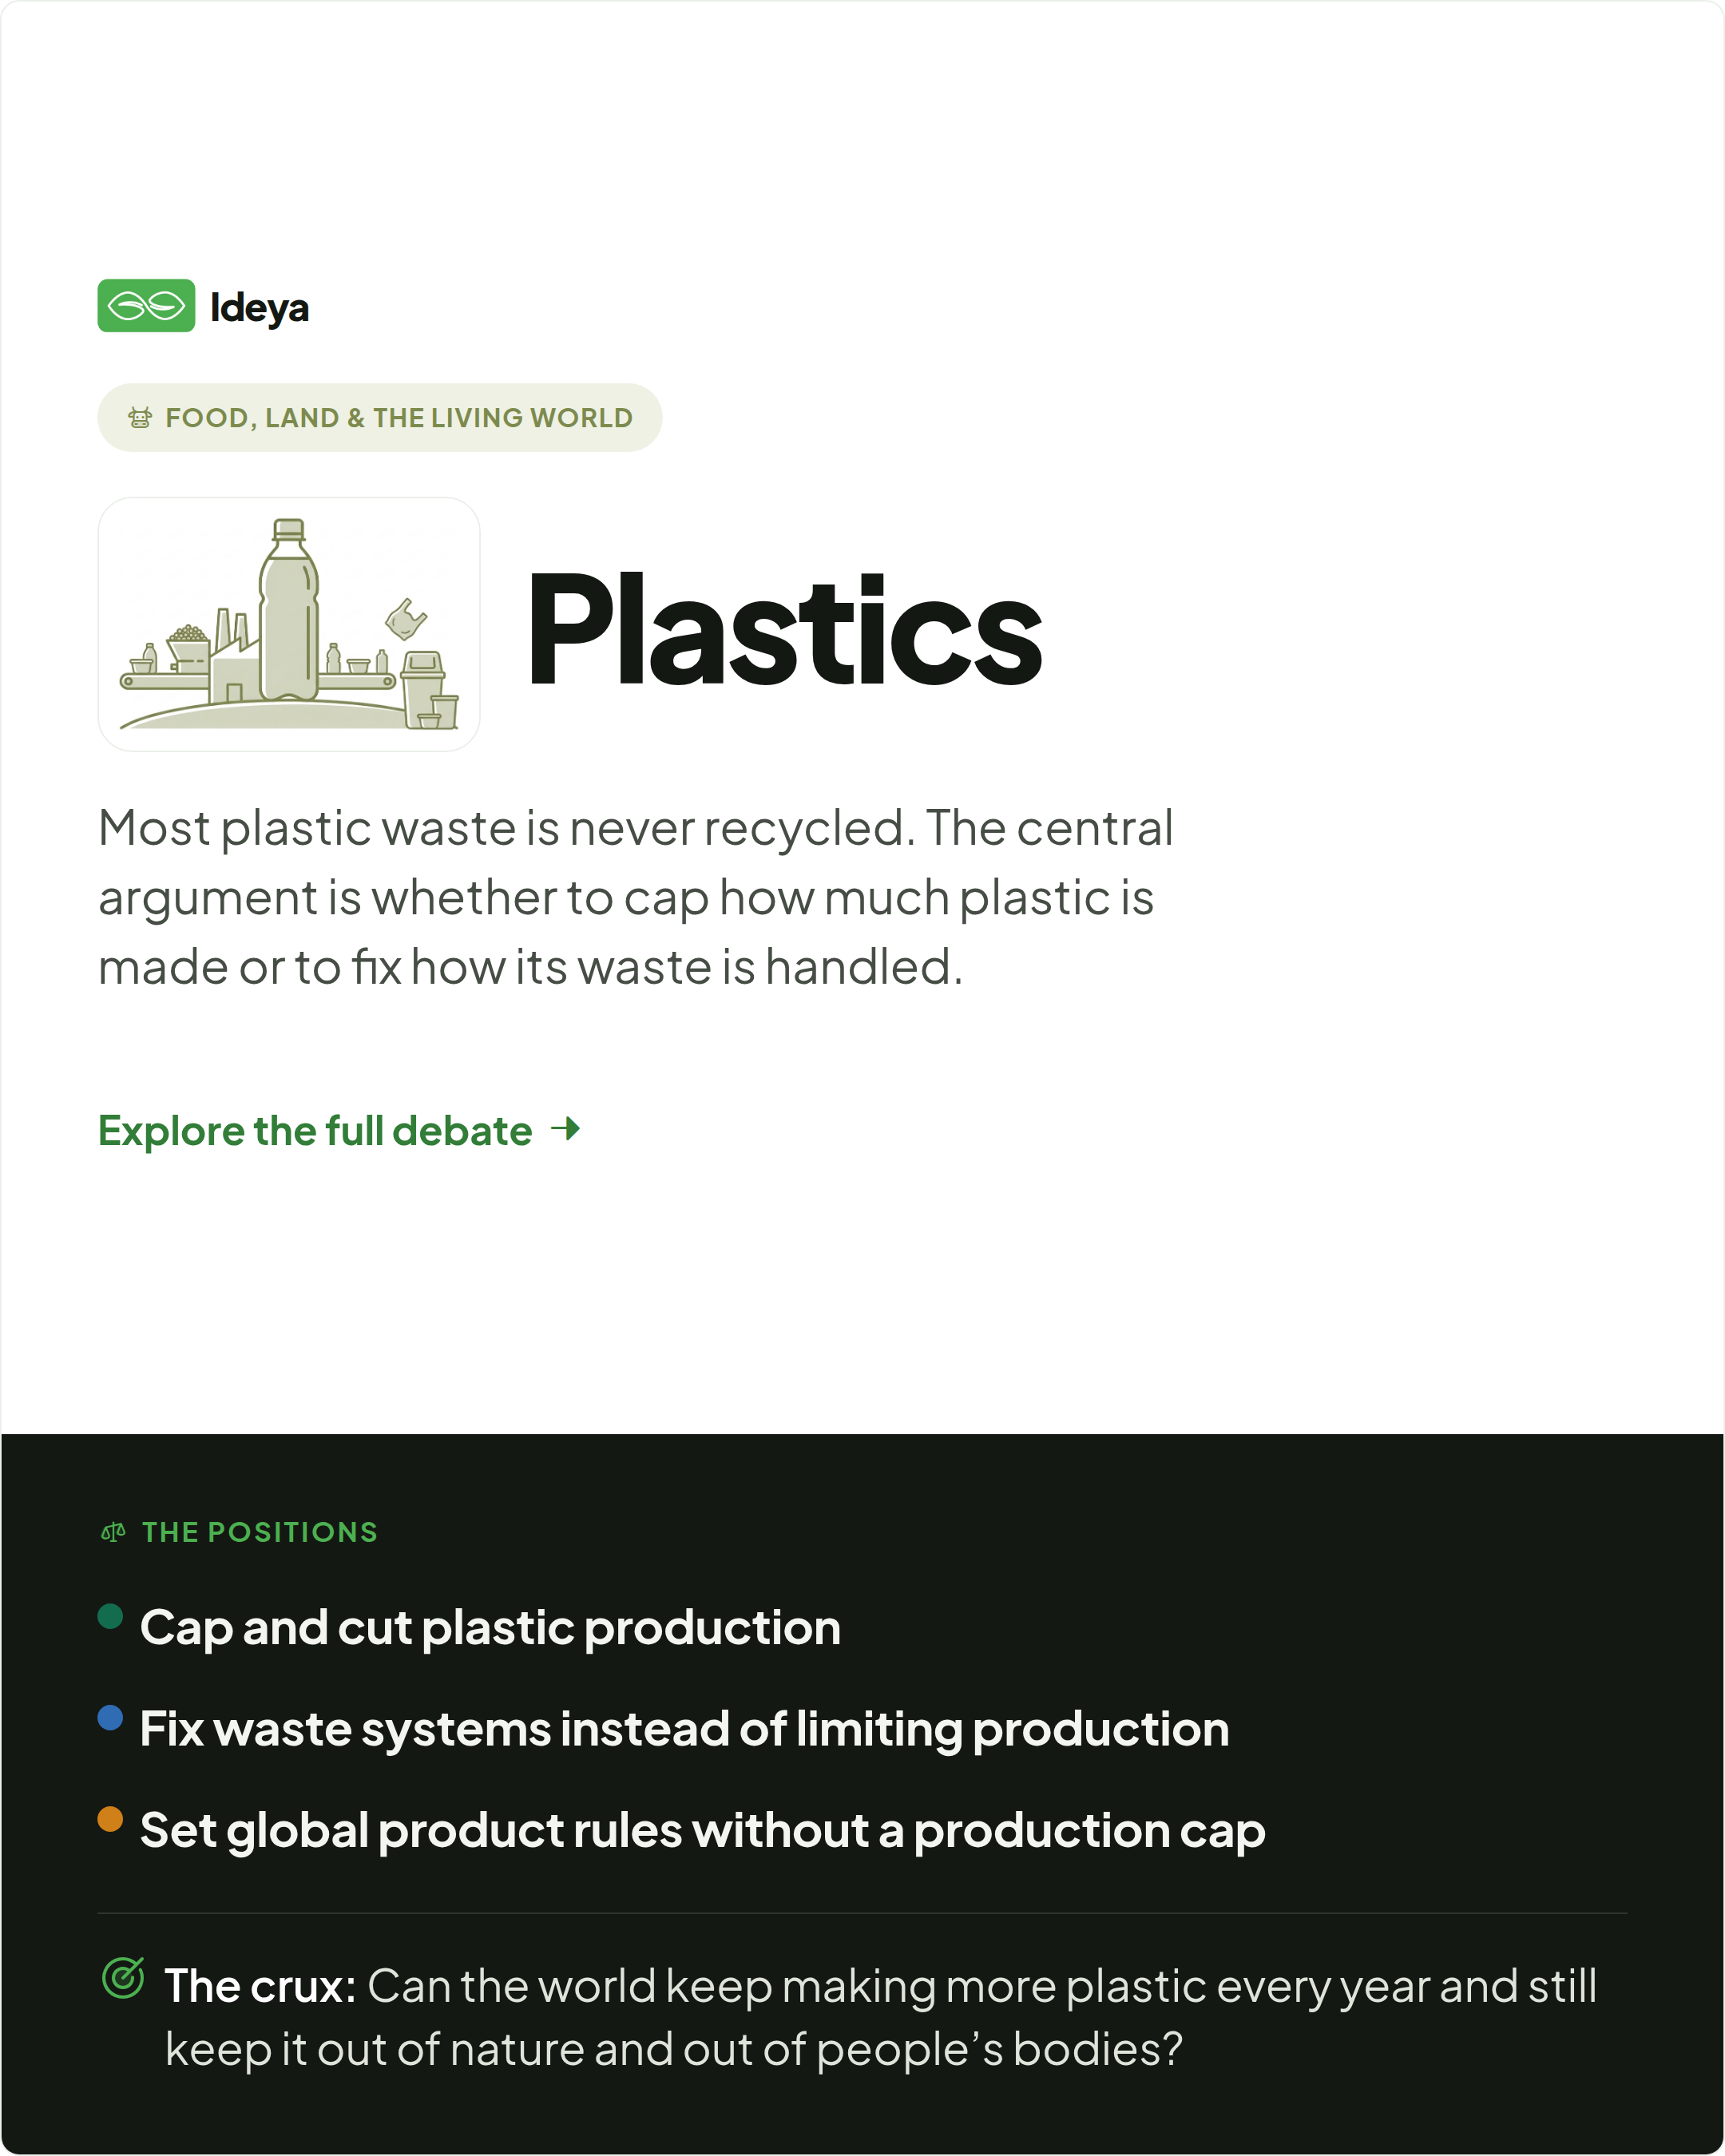 Ideya
FOOD, LAND & THE LIVING WORLD
Plastics
Most plastic waste is never recycled. The central
argument is whether to cap how much plastic is
made or to fix how its waste is handled.
Explore the full debate
THE POSITIONS
Cap and cut plastic production
Fix waste systems instead of limiting production
Set global product rules without a production cap
The crux: Can the world keep making more plastic every year and still
keep it out of nature and out of people’s bodies?